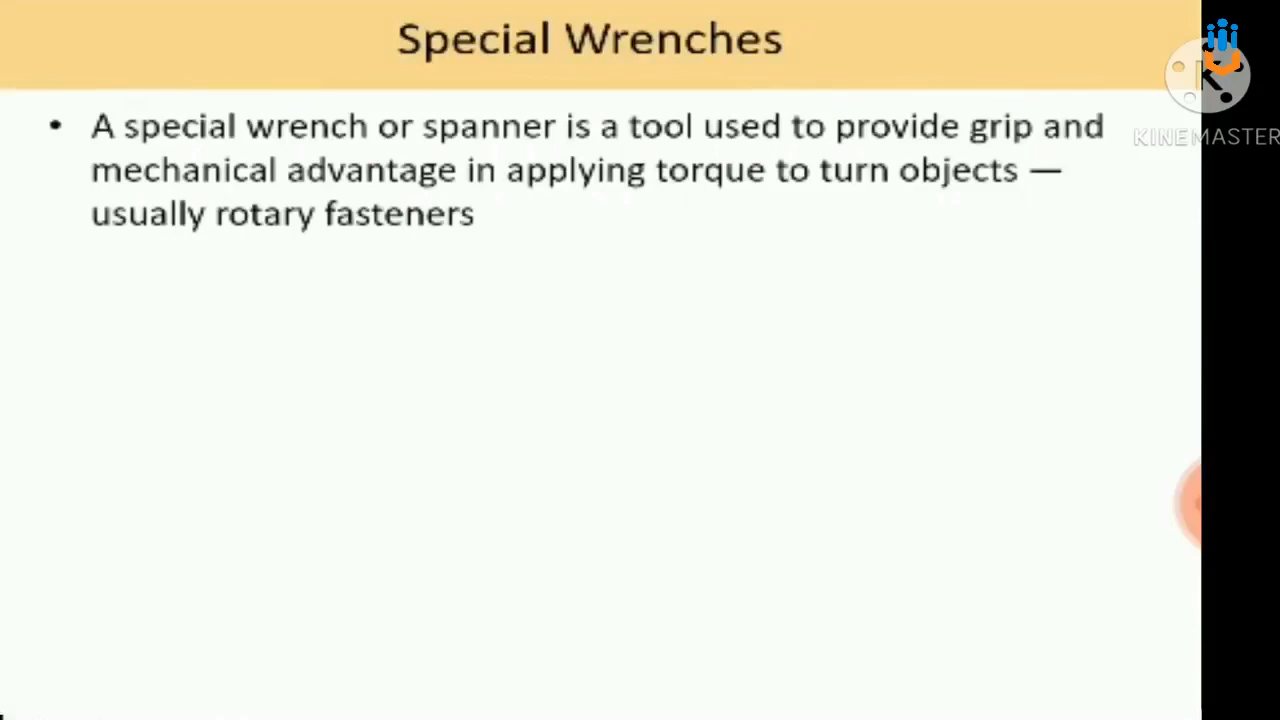 Special Wrenches
• A special wrench or spanner is a tool used to provide grip and
mechanical advantage in applying torque to turn objects —
usually rotary fasteners
KINEMASTER